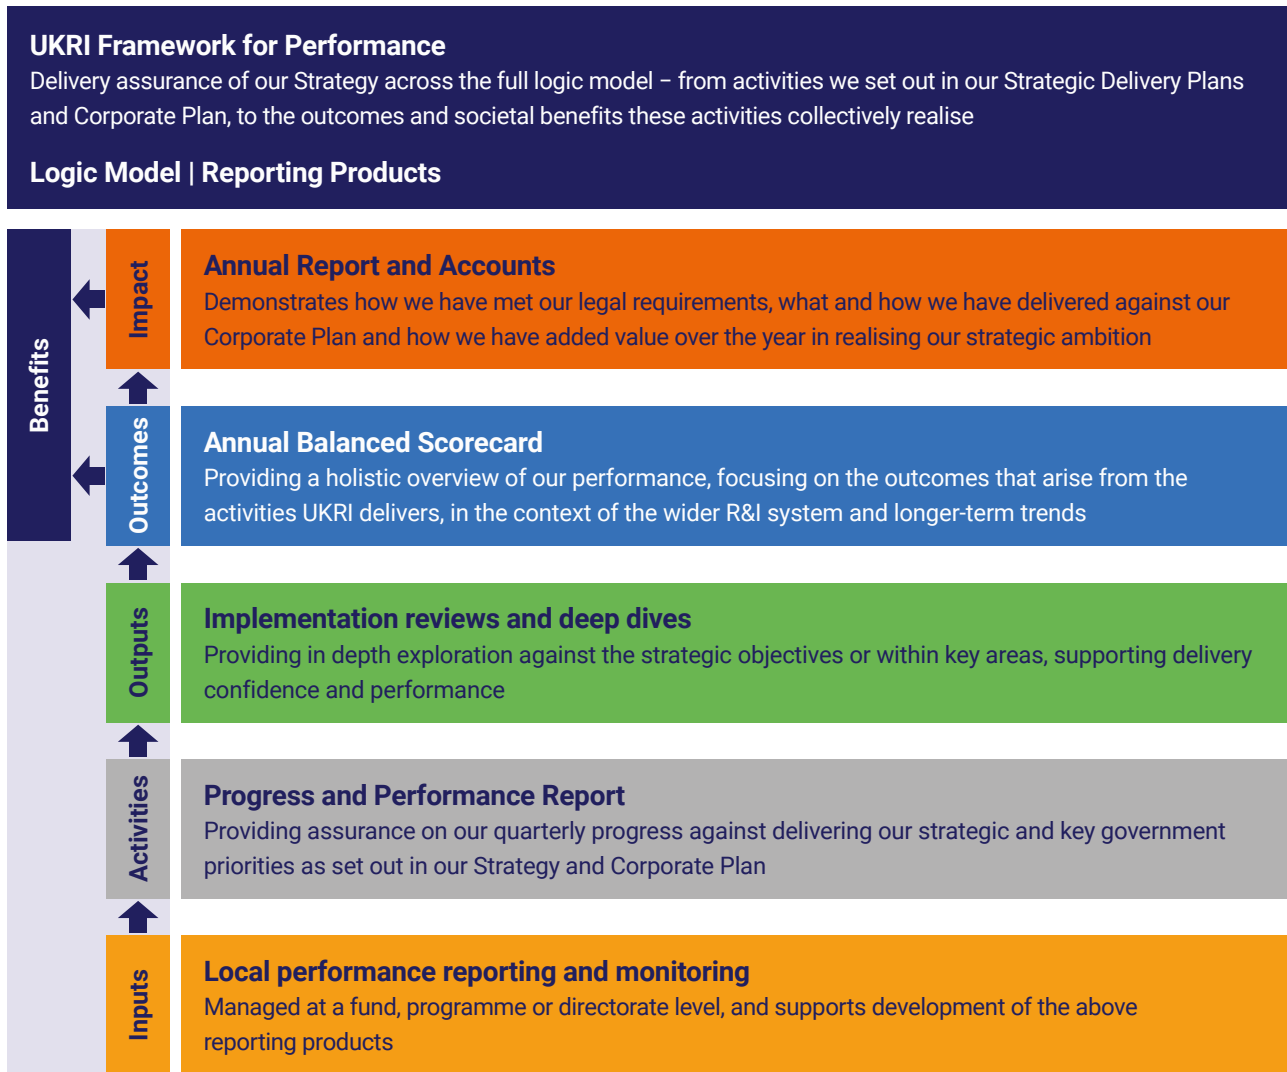 UKRI Framework for Performance
Delivery assurance of our Strategy across the full logic model – from activities we set out in our Strategic Delivery Plans
and Corporate Plan, to the outcomes and societal benefits these activities collectively realise
Logic Model | Reporting Products
Benefits
Impact
Annual Report and Accounts
Demonstrates how we have met our legal requirements, what and how we have delivered against our
Corporate Plan and how we have added value over the year in realising our strategic ambition
Outcomes
Annual Balanced Scorecard
Providing a holistic overview of our performance, focusing on the outcomes that arise from the
activities UKRI delivers, in the context of the wider R&I system and longer-term trends
Outputs
Implementation reviews and deep dives
Providing in depth exploration against the strategic objectives or within key areas, supporting delivery
confidence and performance
Activities
Progress and Performance Report
Providing assurance on our quarterly progress against delivering our strategic and key government
priorities as set out in our Strategy and Corporate Plan
Inputs
Local performance reporting and monitoring
Managed at a fund, programme or directorate level, and supports development of the above
reporting products